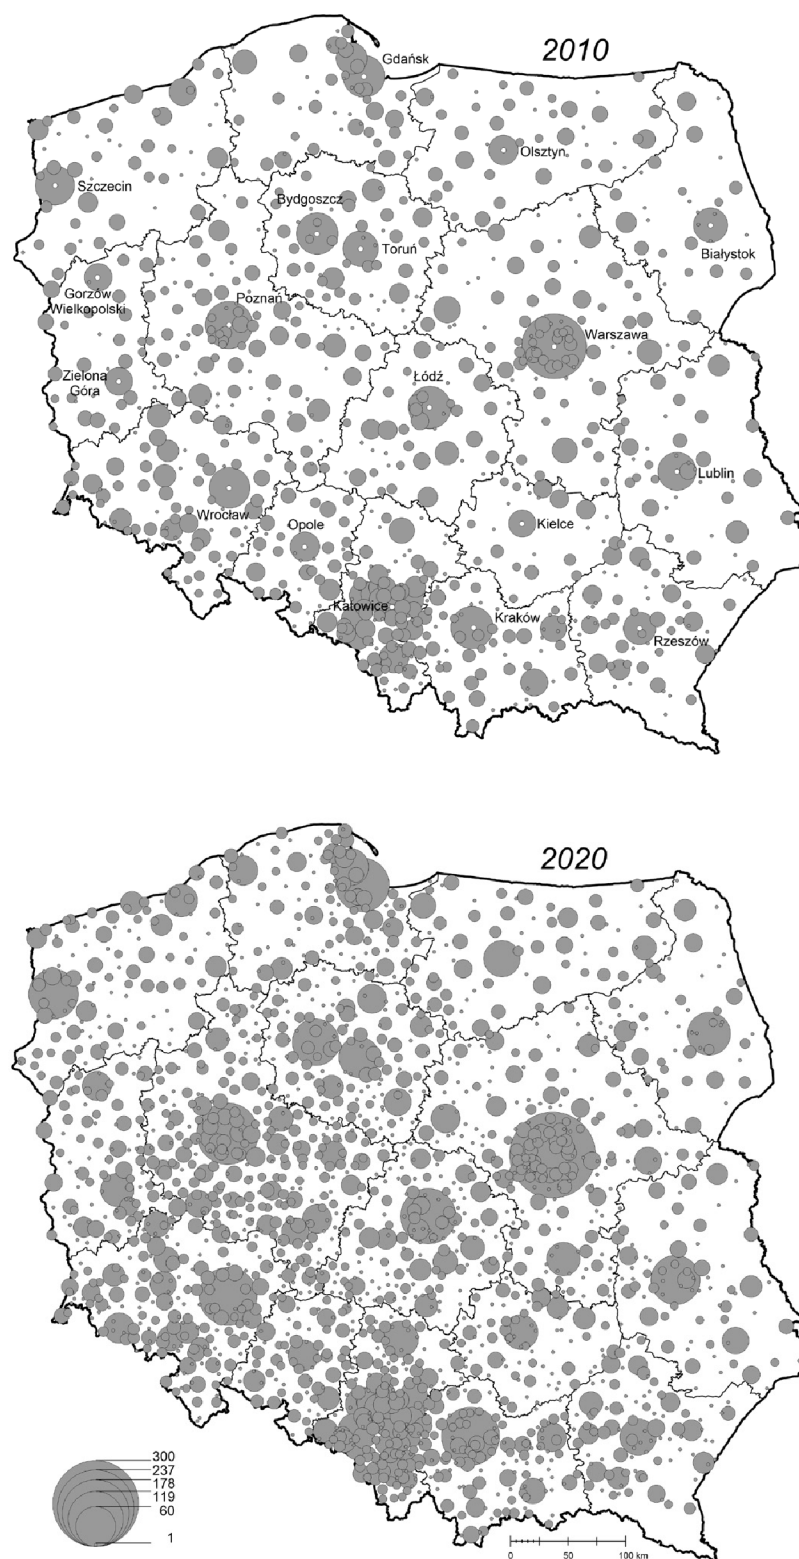 2010
Gdańsk
Olsztyn
Szczecin
Bydgoszcz
Toruń
Białystok
Gorzów
Wielkopolski
Poznań
Warszawa
Zielona
Góra
Łódź
Lublin
Wrocław
Opole
Kielce
Katowice
Kraków
Rzeszów
2020
300
237
178
119
60
1
0 50 100 km